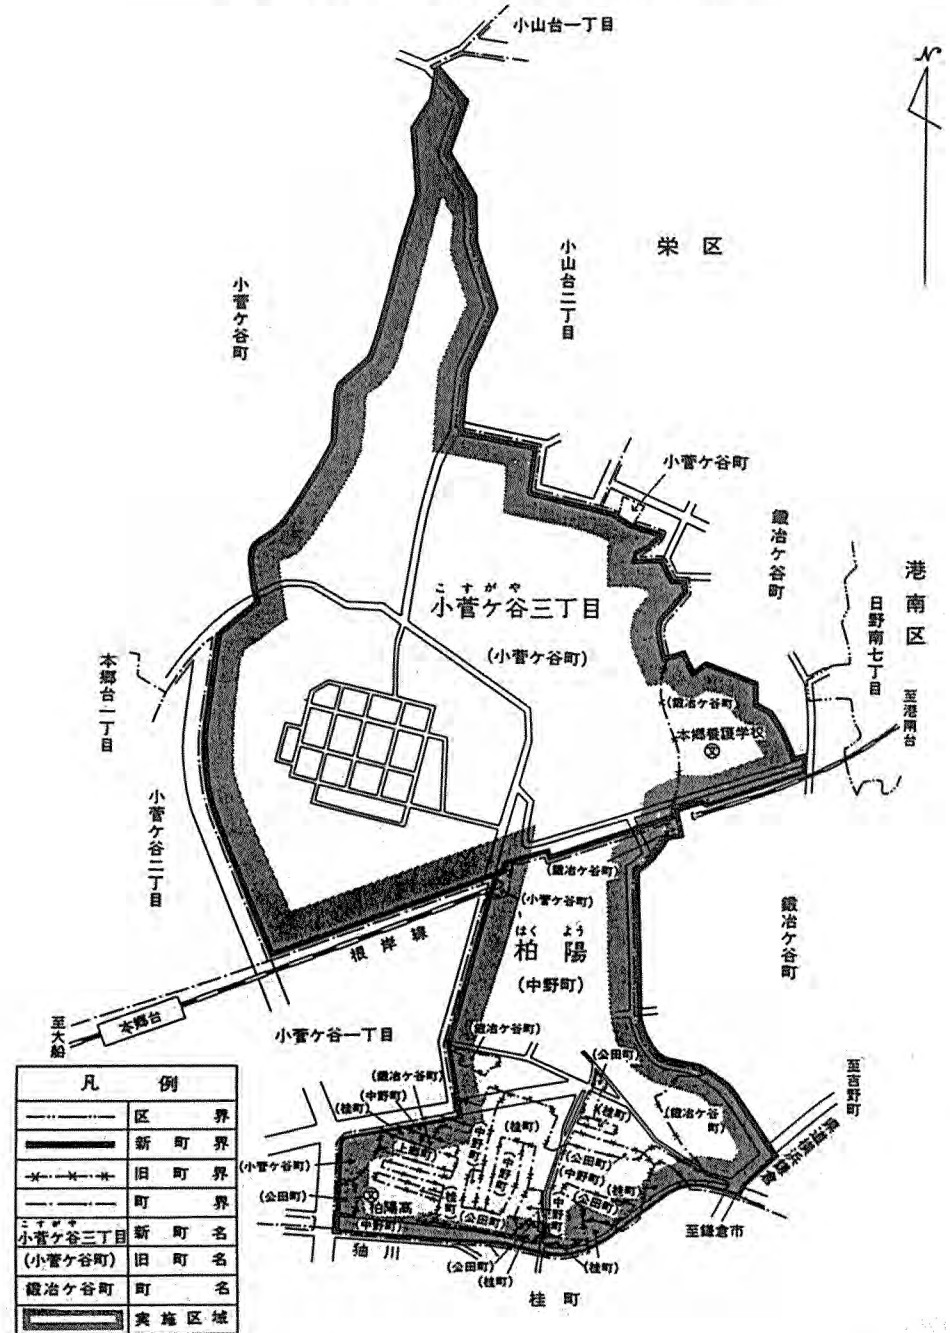 小山台一丁目
N
栄区
小山台二丁目
小菅ケ谷町
小菅ケ谷町
鍛冶ケ谷町
港南区
日野南七丁目
至港南台
こすがや
小菅ケ谷三丁目
(小菅ケ谷町)
本郷台一丁目
(鍛冶ケ谷町)
本郷養護学校
小菅ケ谷二丁目
(鍛冶ケ谷町)
(小菅ケ谷町)
はくよう
柏陽
(中野町)
鍛冶ケ谷町
根岸線
本郷台
至大船
小菅ケ谷一丁目
(鍛冶ケ谷町)
(公田町)
至吉野町
(鍛冶ケ谷町)
(中野町)
(桂町)
上郷町
(中野町)
(桂町)
(中野町)
(桂町)
(鍛冶ケ谷町)
(小菅ケ谷町)
(公田町)
(公田町)
(中野町)
(桂町)
柏陽高
(桂町)
(公田町)
(中野町)
(公田町)
(中野町)
至鎌倉市
狆川
(公田町)
(桂町)
(桂町)
桂町
凡例
区界
新町界
旧町界
町界
こすがや
小菅ケ谷三丁目
新町名
(小菅ケ谷町)
旧町名
鍛冶ケ谷町
町名
実施区域